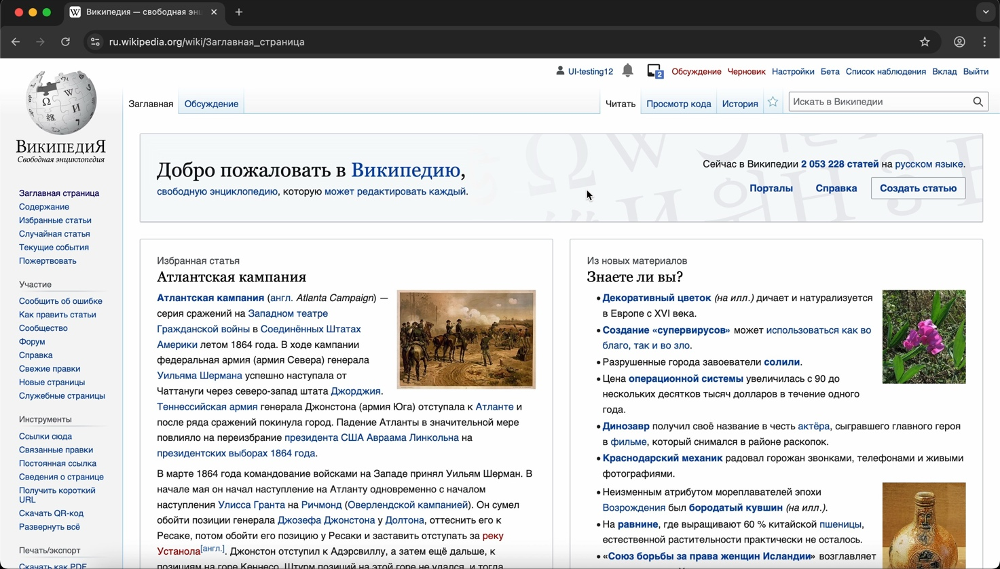 Википедия — свободная эн
ru.wikipedia.org/wiki/Заглавная_страница
UI-testing12
2
Обсуждение Черновик Настройки Бета Список наблюдения Вклад Выйти
Заглавная Обсуждение Читать Просмотр кода История Искать в Википедии
ВикипедиЯ
Свободная энциклопедия
Заглавная страница
Содержание
Избранные статьи
Случайная статья
Текущие события
Пожертвовать
Участие
Сообщить об ошибке
Как править статьи
Сообщество
Форум
Справка
Свежие правки
Новые страницы
Служебные страницы
Инструменты
Ссылки сюда
Связанные правки
Постоянная ссылка
Сведения о странице
Получить короткий
URL
Скачать QR-код
Развернуть всё
Печать/экспорт
Скачать как PDF
Добро пожаловать в Википедию,
свободную энциклопедию, которую может редактировать каждый.
Сейчас в Википедии 2 053 228 статей на русском языке.
Порталы Справка Создать статью
Избранная статья
Атлантская кампания
Атлантская кампания (англ. Atlanta Campaign) —
серия сражений на Западном театре
Гражданской войны в Соединённых Штатах
Америки летом 1864 года. В ходе кампании
федеральная армия (армия Севера) генерала
Уильяма Шермана успешно наступала от
Чаттануги через северо-запад штата Джорджия.
Теннессийская армия генерала Джонстона (армия Юга) отступала к Атланте и
после ряда сражений покинула город. Падение Атланты в значительной мере
повлияло на переизбрание президента США Авраама Линкольна на
президентских выборах 1864 года.
В марте 1864 года командование войсками на Западе принял Уильям Шерман. В
начале мая он начал наступление на Атланту одновременно с началом
наступления Улисса Гранта на Ричмонд (Оверлендской кампанией). Он сумел
обойти позиции генерала Джозефа Джонстона у Долтона, оттеснить его к
Ресаке, потом обойти его позицию у Ресаки и заставить отступать за реку
Устанола[англ.]. Джонстон отступил к Адэрсвиллу, а затем ещё дальше, к
позициям на горе Кеннесо. Штурм позиций на этой горе не удался, и тогда
Из новых материалов
Знаете ли вы?
• Декоративный цветок (на илл.) дичает и натурализуется
в Европе с XVI века.
• Создание «супервирусов» может использоваться как во
благо, так и во зло.
• Разрушенные города завоеватели солили.
• Цена операционной системы увеличилась с 90 до
нескольких десятков тысяч долларов в течение одного
года.
• Динозавр получил своё название в честь актёра, сыгравшего главного героя
в фильме, который снимался в районе раскопок.
• Краснодарский механик радовал горожан звонками, телефонами и живыми
фотографиями.
• Неизменным атрибутом мореплавателей эпохи
Возрождения был бородатый кувшин (на илл.).
• На равнине, где выращивают 60 % китайской пшеницы,
естественной растительности практически не осталось.
• «Союз борьбы за права женщин Исландии» возглавляет